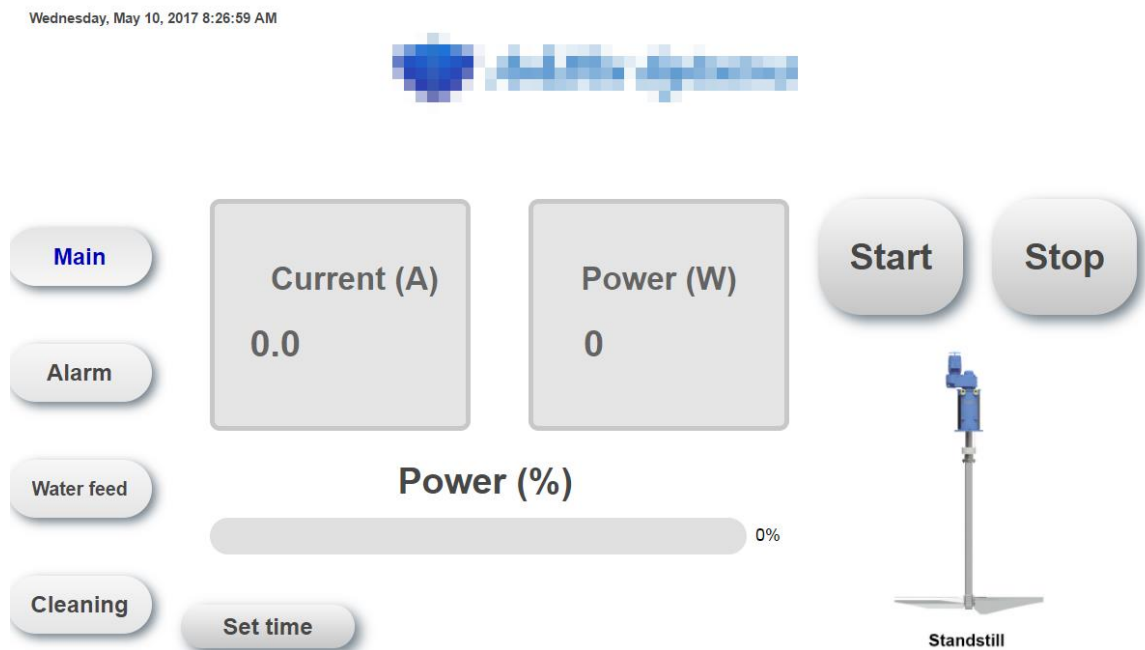 Wednesday, May 10, 2017 8:26:59 AM
Main
Current (A)
0.0
Power (W)
0
Start
Stop
Alarm
Water feed
Power (%)
0%
Cleaning
Set time
Standstill